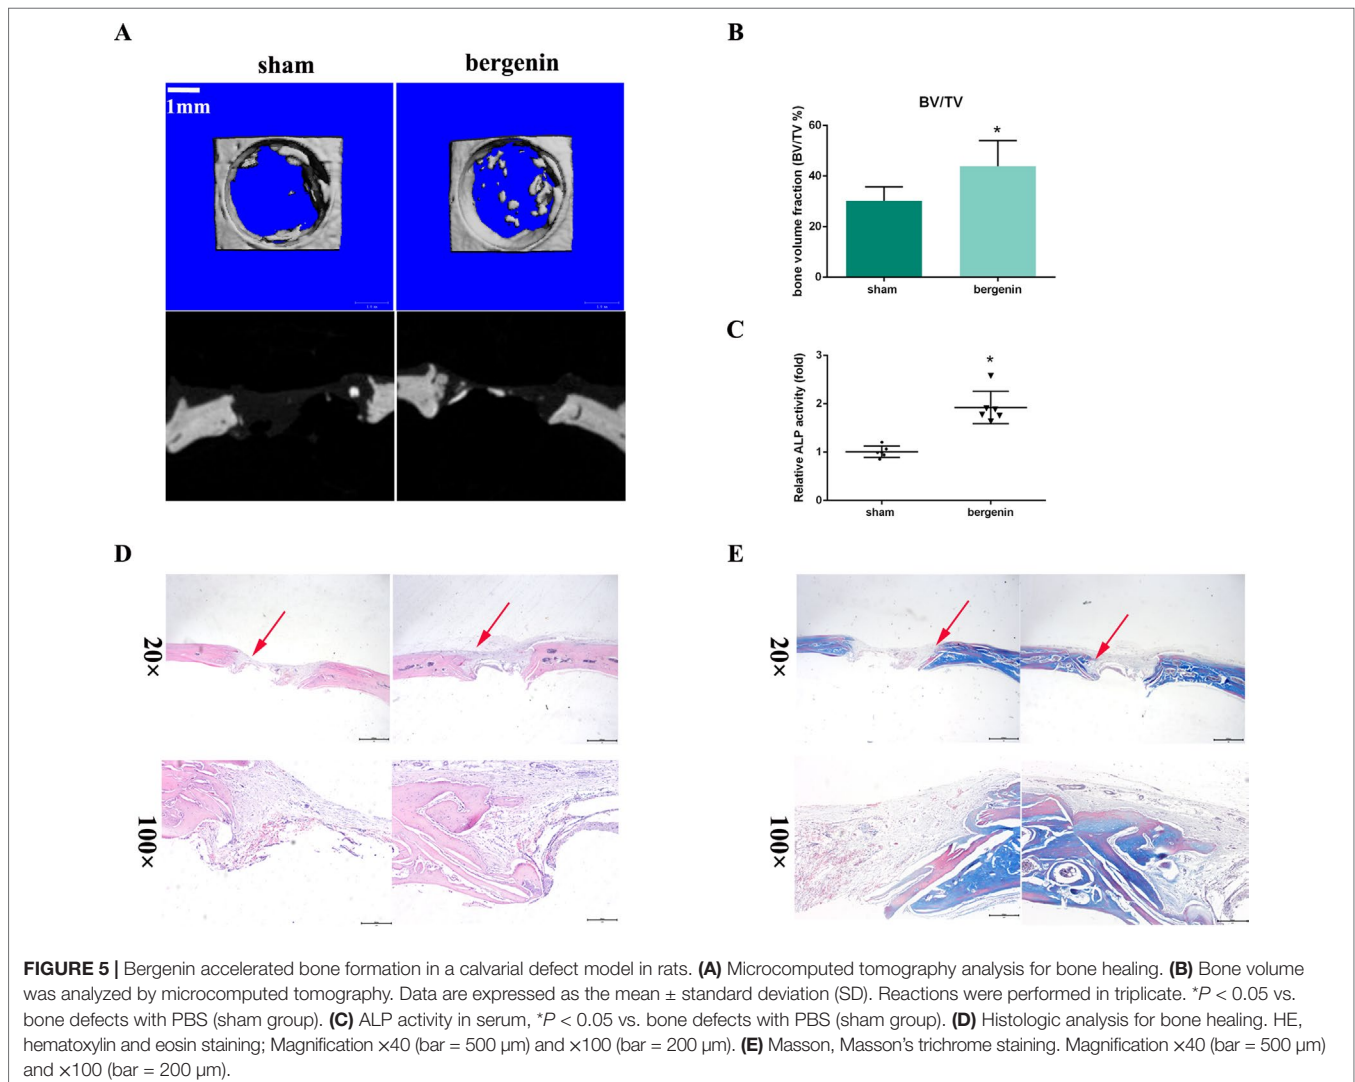 A
B
sham
bergenin
1mm
BV/TV
bone volume fraction (BV/TV %)
60
40
20
0
*
sham
bergenin
C
Relative ALP activity (fold)
3
2
1
0
*
sham
bergenin
D
E
20×
20×
100×
100×
FIGURE 5 | Bergenin accelerated bone formation in a calvarial defect model in rats. (A) Microcomputed tomography analysis for bone healing. (B) Bone volume
was analyzed by microcomputed tomography. Data are expressed as the mean ± standard deviation (SD). Reactions were performed in triplicate. *P < 0.05 vs.
bone defects with PBS (sham group). (C) ALP activity in serum, *P < 0.05 vs. bone defects with PBS (sham group). (D) Histologic analysis for bone healing. HE,
hematoxylin and eosin staining; Magnification ×40 (bar = 500 μm) and ×100 (bar = 200 μm). (E) Masson, Masson's trichrome staining. Magnification ×40 (bar = 500 μm)
and ×100 (bar = 200 μm).